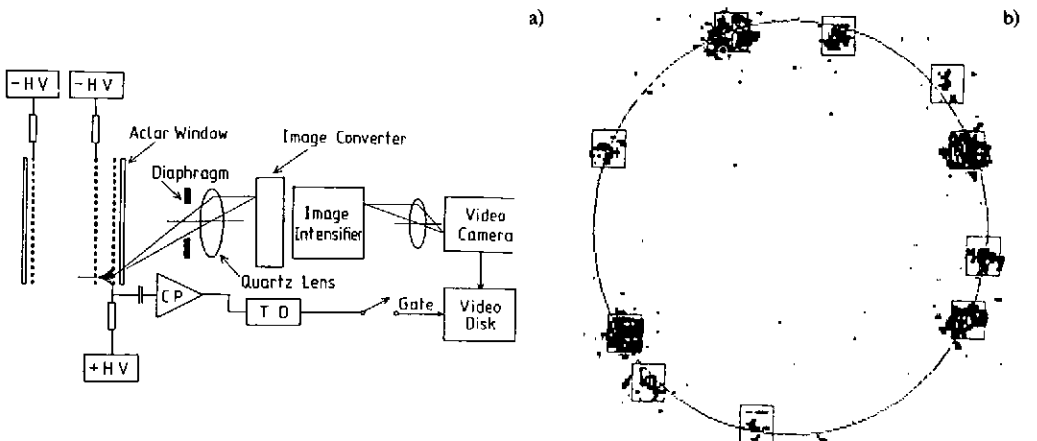 a)
b)
-HV
-HV
Aclar Window
Image Converter
Diaphragm
Image
Intensifier
Video
Camera
Quartz Lens
CP
TD
Gate
Video
Disk
+HV